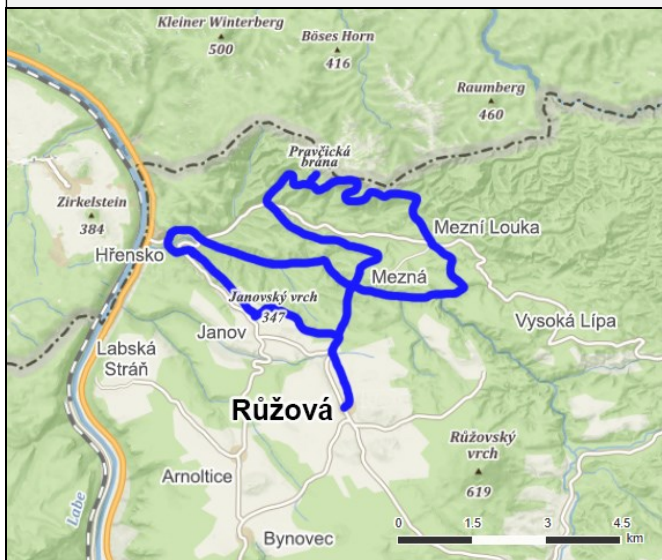 Kleiner Winterberg
500
Böses Horn
416
Raumberg
460
Pravčická
brána
Zirkelstein
384
Mezní Louka
Hřensko
Mezná
Janovský vrch
347
Janov
Vysoká Lípa
Labská
Stráň
Růžová
Růžovský
vrch
619
Arnoltice
Labe
Bynovec
0 1.5 3 4.5
km